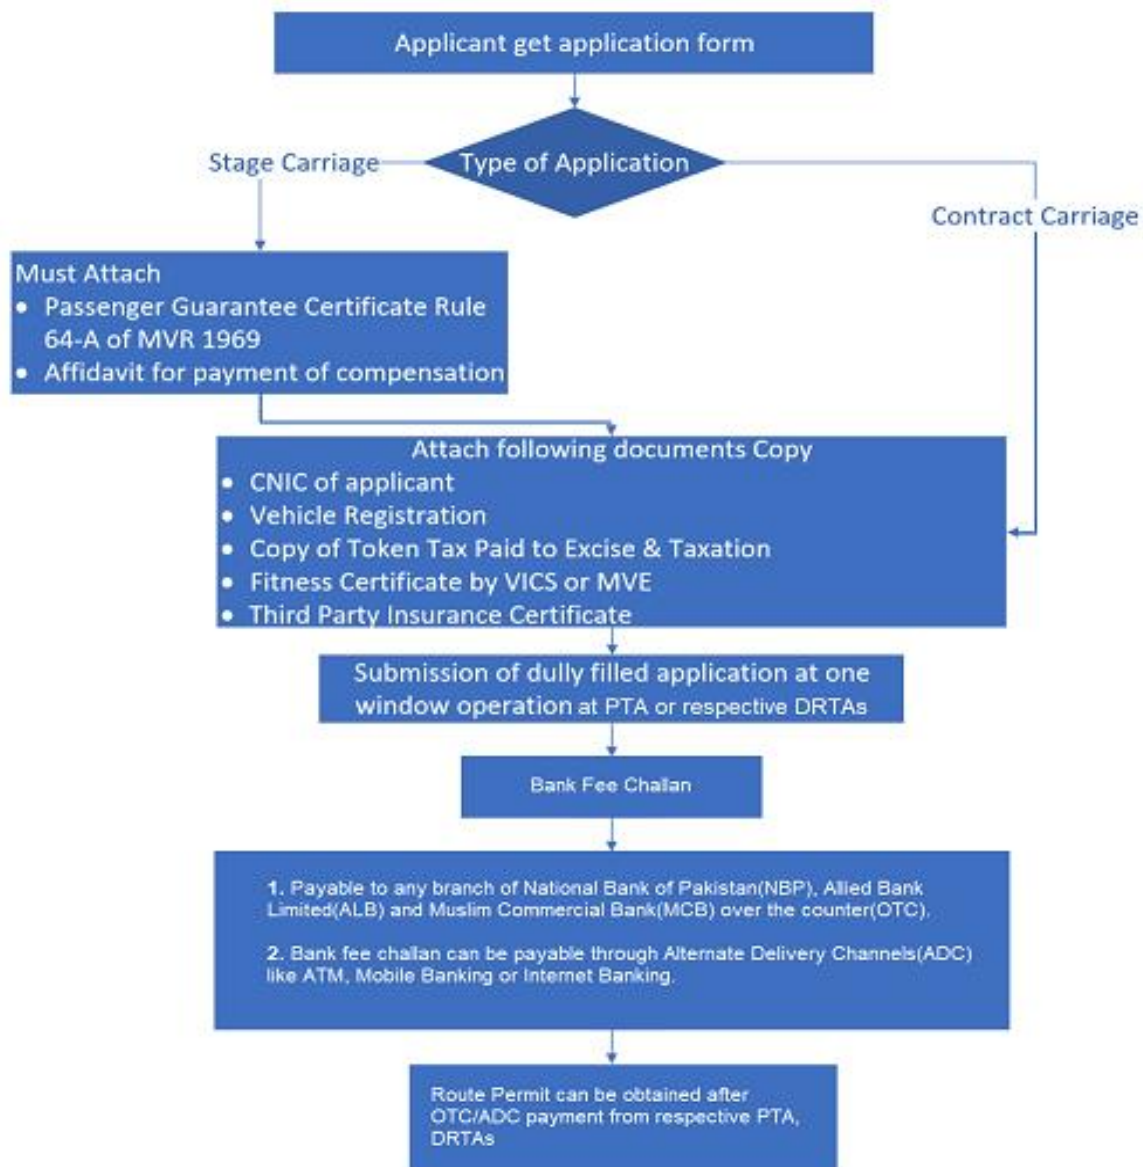 Applicant get application form
Type of Application
Stage Carriage
Contract Carriage
Must Attach
• Passenger Guarantee Certificate Rule
64-A of MVR 1969
• Affidavit for payment of compensation
Attach following documents Copy
• CNIC of applicant
• Vehicle Registration
• Copy of Token Tax Paid to Excise & Taxation
• Fitness Certificate by VICS or MVE
• Third Party Insurance Certificate
Submission of dully filled application at one
window operation at PTA or respective DRTAs
Bank Fee Challan
1. Payable to any branch of National Bank of Pakistan(NBP), Allied Bank
Limited(ALB) and Muslim Commercial Bank(MCB) over the counter(OTC).
2. Bank fee challan can be payable through Alternate Delivery Channels(ADC)
like ATM, Mobile Banking or Internet Banking.
Route Permit can be obtained after
OTC/ADC payment from respective PTA,
DRTAs